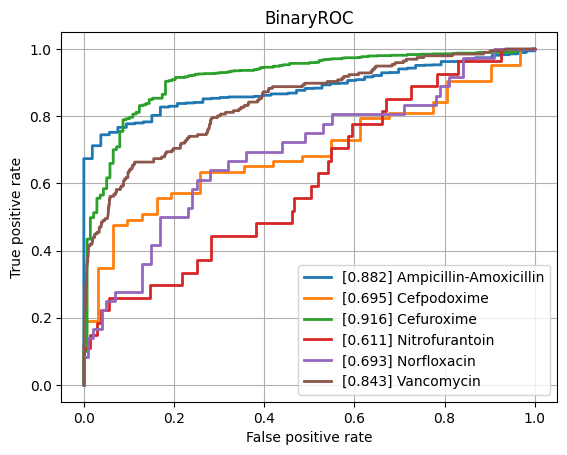 BinaryROC
True positive rate
1.0
0.8
0.6
0.4
0.2
0.0
[0.882] Ampicillin-Amoxicillin
[0.695] Cefpodoxime
[0.916] Cefuroxime
[0.611] Nitrofurantoin
[0.693] Norfloxacin
[0.843] Vancomycin
0.0 0.2 0.4 0.6 0.8 1.0
False positive rate